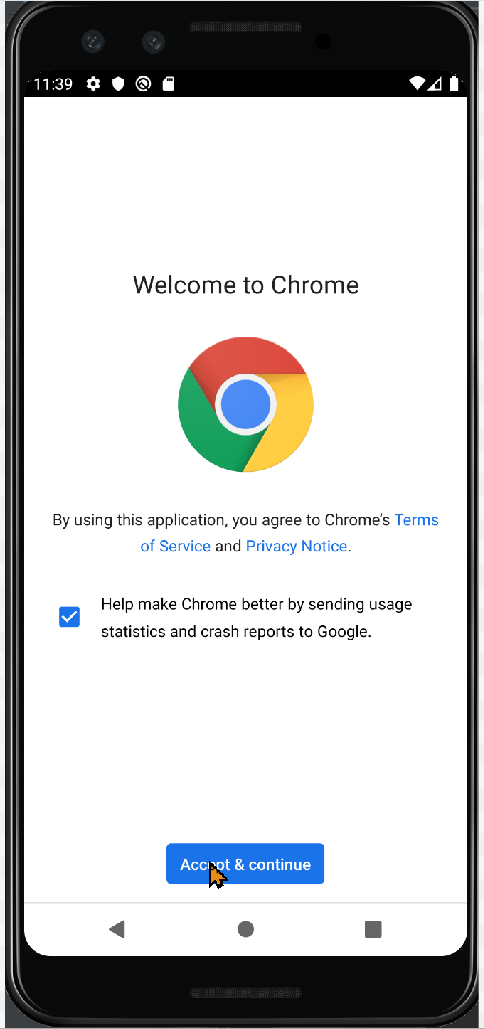 11:39
Welcome to Chrome
By using this application, you agree to Chrome's Terms
of Service and Privacy Notice.
Help make Chrome better by sending usage
statistics and crash reports to Google.
Accept & continue